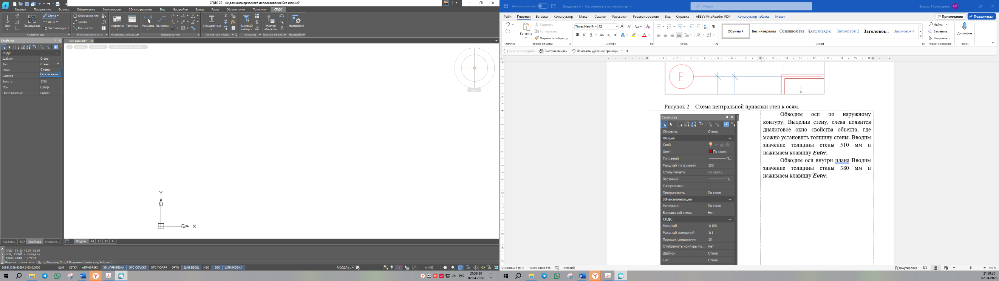 СПДС 23 - не для коммерческого использования Без имени0*
Главная Построение Вставка Оформление Зависимости 3D-инструменты Вид Настройки Вывод Растр Облака точек Топоплан СПДС
Оси Помещение Стена Окно Экспликации Оборудование Трасса Коннектор Форматы Таблицы Размеры Выноски Стандартные Быстрый выбор Мастер объектов Настройки
Архитектура Инженерные сети Форматы, таблицы Обозначения Объекты из базы Утилиты Мастер объект... Настройки
Свойства
Без имени0*
Сверху
СПДС
Шаблон Стена
Тип Стена
Этаж Стена
Ширина Перегородка
Высота 2750
Ось Центр
Представление Полное
Сверху
Y
X
Альбомы BCF Свойства История ...
Модель A4 A3 A2 A1
СПДС 23.0.4115.6119
NEW,НОВЫЙ - Создать
spwalladd - Стена
Первая точка или [Дуга/Ширина/Ось/СМещение/Свойства/АНалог]:
-26891.1339,63694.0153,0.0000 ШАГ СЕТКА оПРИВЯЗКА 3D оПРИВЯЗКА ОТС-ОБЪЕКТ ОТС-ПОЛЯР ОРТО ДИН-ВВОД ИЗО ВЕС ШТРИХОВКА МОДЕЛЬ m1:100
РУС 21:58:30
02.04.2026
Автосохранение Богданова А - Сохранено в: этот компьютер Поиск Наталья Пономарева НП
Файл Главная Вставка Конструктор Макет Ссылки Рассылки Рецензирование Вид Справка ABBYY FineReader PDF Конструктор таблиц Макет Примечания Поделиться
Вставить Вырезать Копировать Формат по образцу
Times New R 12
Обычный Без интервала Основной тек Заголовок Заголовок 2 Заголовок : Заголовок 4
Найти Заменить Выделить Диктофон
Отмена Буфер обмена Шрифт Абзац Стили Редактирование Голос
Нельзя повторить Быстрая печать Отменить удаление границы
E
Рисунок 2 – Схема центральной привязки стен к осям.
Свойства
Объекты Стена
Общие
Слой
Цвет По слою
Тип линий П...
Масштаб типа линий 100
Стиль печати По цвету
Вес линий П...
Гиперссылка
Прозрачность По слою
3D-визуализация
Материал По слою
Визуальный стиль Нет
СПДС
Масштаб 1:100
Масштаб измерений 1:1
Порядок следования 10
Отображать контуры по... Нет
Шаблон Стена
Тип Стена
Обводим оси по наружному
контуру. Выделив стену, слева появится
диалоговое окно свойства объекта, где
можно установить толщину стены. Вводим
значение толщины стены 510 мм и
нажимаем клавишу Enter.
Обводим оси внутри плана Вводим
значение толщины стены 380 мм и
нажимаем клавишу Enter.
Страница 3 из 4 Число слов: 546 русский Фокусировка 140 %
21:58:30
02.04.2026